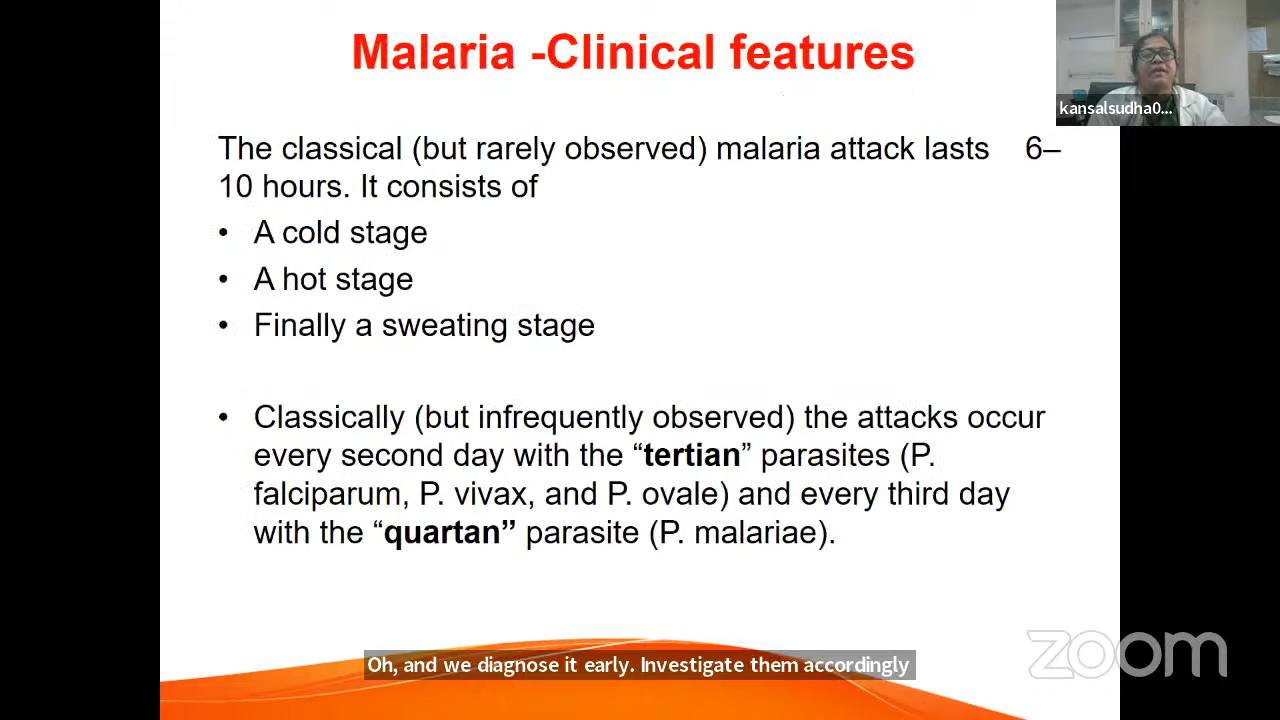 Malaria -Clinical features
kansalsudha0...
The classical (but rarely observed) malaria attack lasts 6–
10 hours. It consists of
• A cold stage
• A hot stage
• Finally a sweating stage
• Classically (but infrequently observed) the attacks occur
every second day with the “tertian” parasites (P.
falciparum, P. vivax, and P. ovale) and every third day
with the “quartan” parasite (P. malariae).
Oh, and we diagnose it early. Investigate them accordingly
zoom